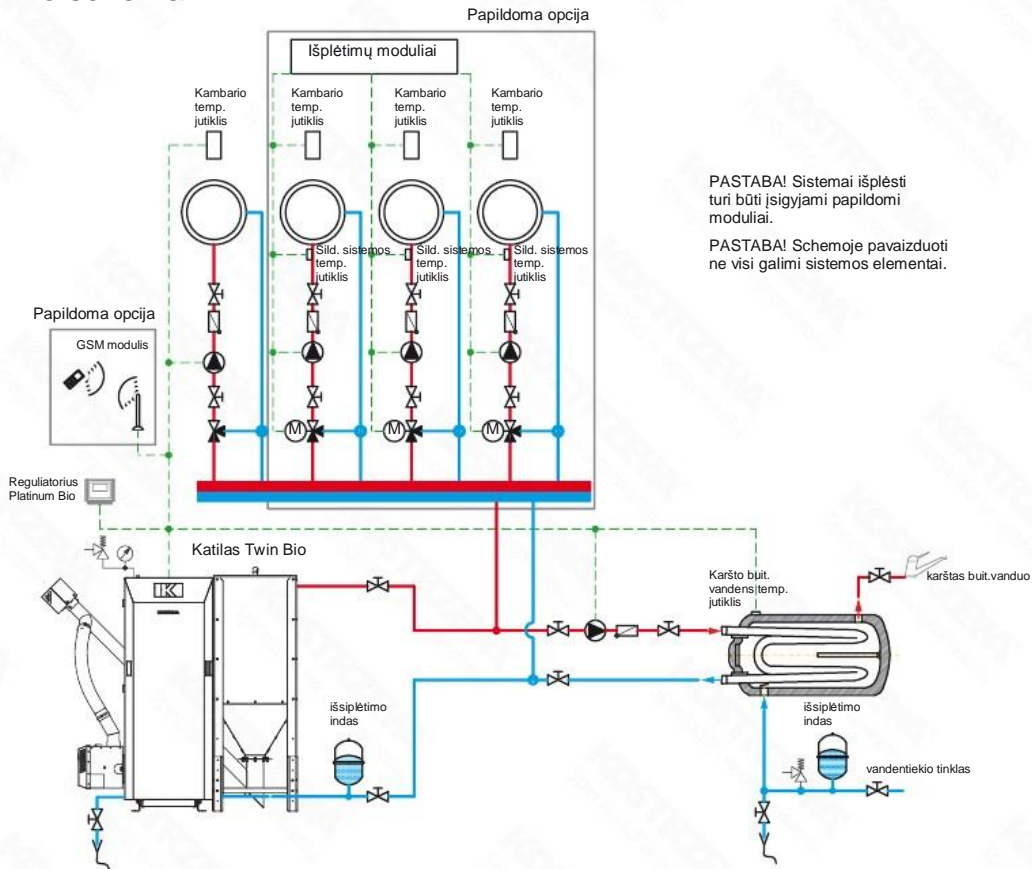 Papildoma opcija
Išplėtimų moduliai
Kambario
temp.
jutiklis
Kambario
temp.
jutiklis
Kambario
temp.
jutiklis
Kambario
temp.
jutiklis
PASTABA! Sistemai išplėsti
turi būti įsigyjami papildomi
moduliai.
PASTABA! Schemoje pavaizduoti
ne visi galimi sistemos elementai.
Šild. sistemos
temp.
jutiklis
Šild. sistemos
temp.
jutiklis
Šild. sistemos
temp.
jutiklis
Papildoma opcija
GSM modulis
M
M
M
Reguliatorius
Platinum Bio
Katilas Twin Bio
Karšto buit.
vandens temp.
jutiklis
karštas buit.vanduo
išsiplėtimo
indas
išsiplėtimo
indas
vandentiekio tinklas
KOSTRZEWA